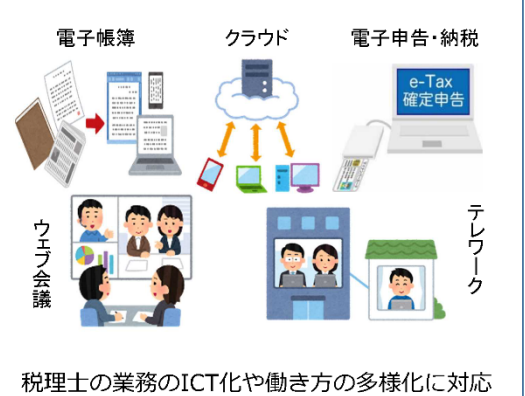 電子帳簿
クラウド
電子申告・納税
e-Tax
確定申告
ウェブ会議
テレワーク
税理士の業務のICT化や働き方の多様化に対応